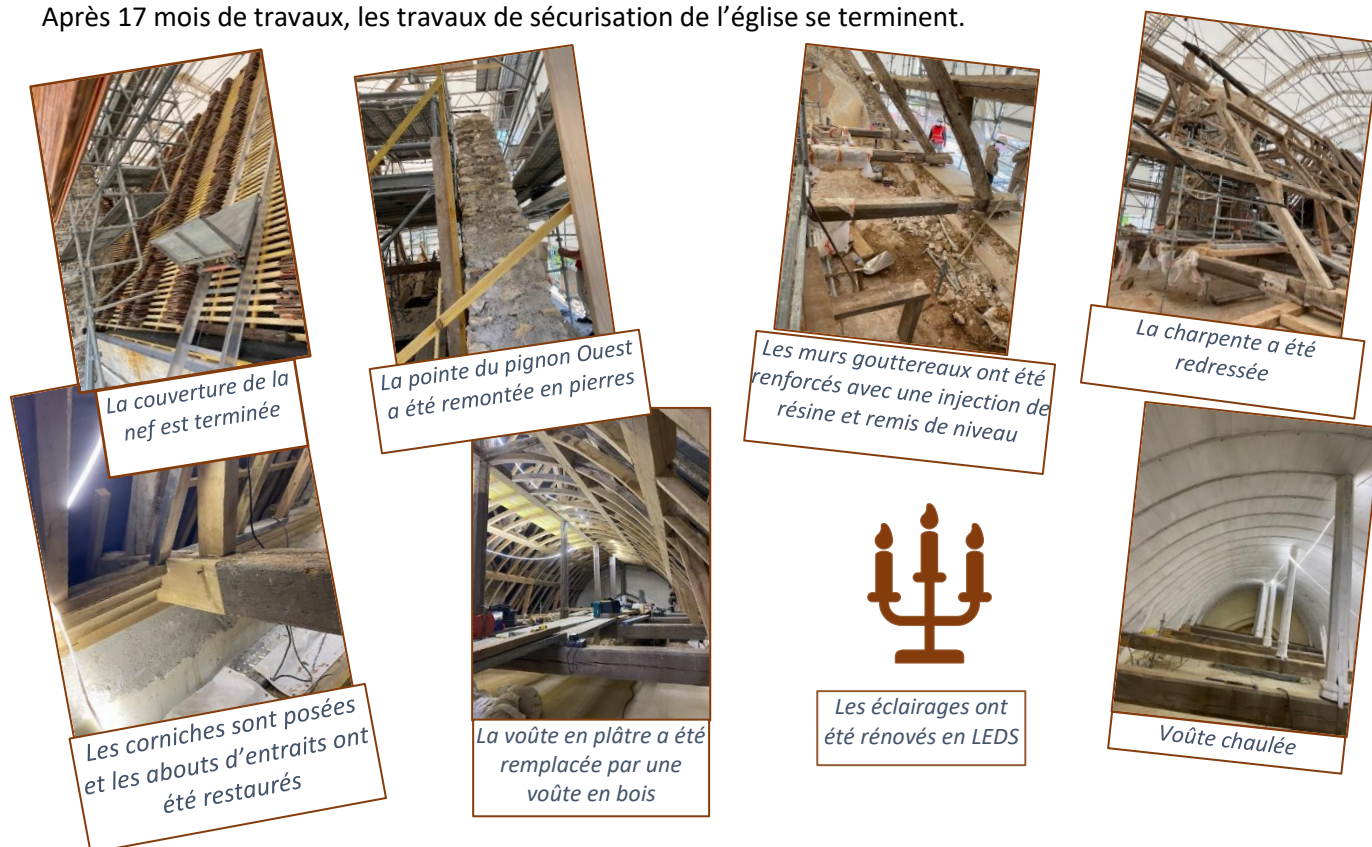 Après 17 mois de travaux, les travaux de sécurisation de l’église se terminent.
La couverture de la
nef est terminée
La pointe du pignon Ouest
a été remontée en pierres
Les murs gouttereaux ont été
renforcés avec une injection de
résine et remis de niveau
La charpente a été
redressée
Les corniches sont posées
et les abouts d’entraits ont
été restaurés
La voûte en plâtre a été
remplacée par une
voûte en bois
Les éclairages ont
été rénovés en LEDS
Voûte chaulée